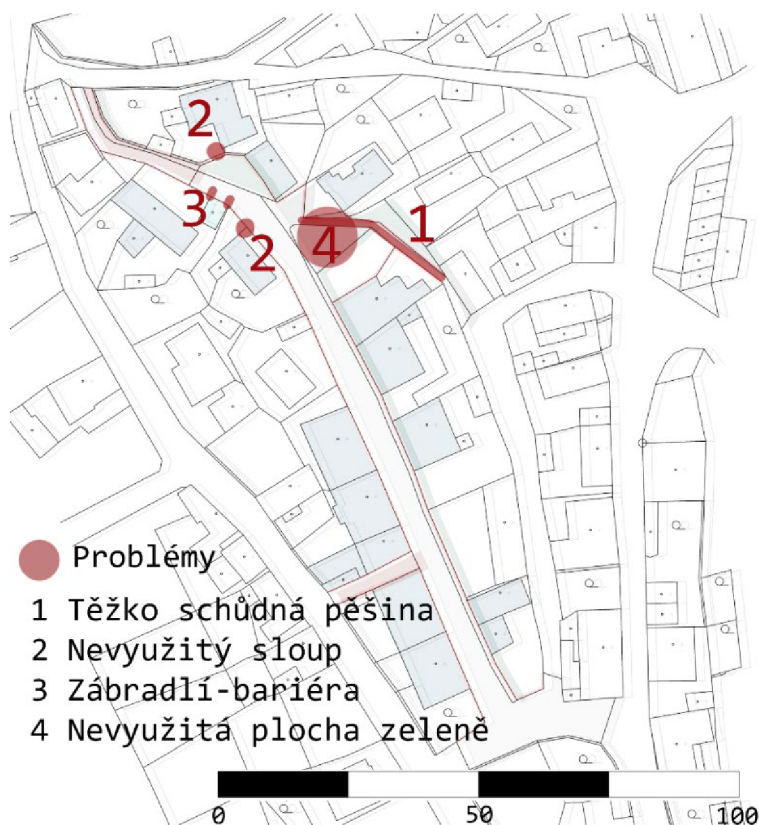 2
3
2
4
1
Problémy
1 Těžko schůdná pěšina
2 Nevyužitý sloup
3 Zábradlí-bariéra
4 Nevyužitá plocha zeleně
0 50 100